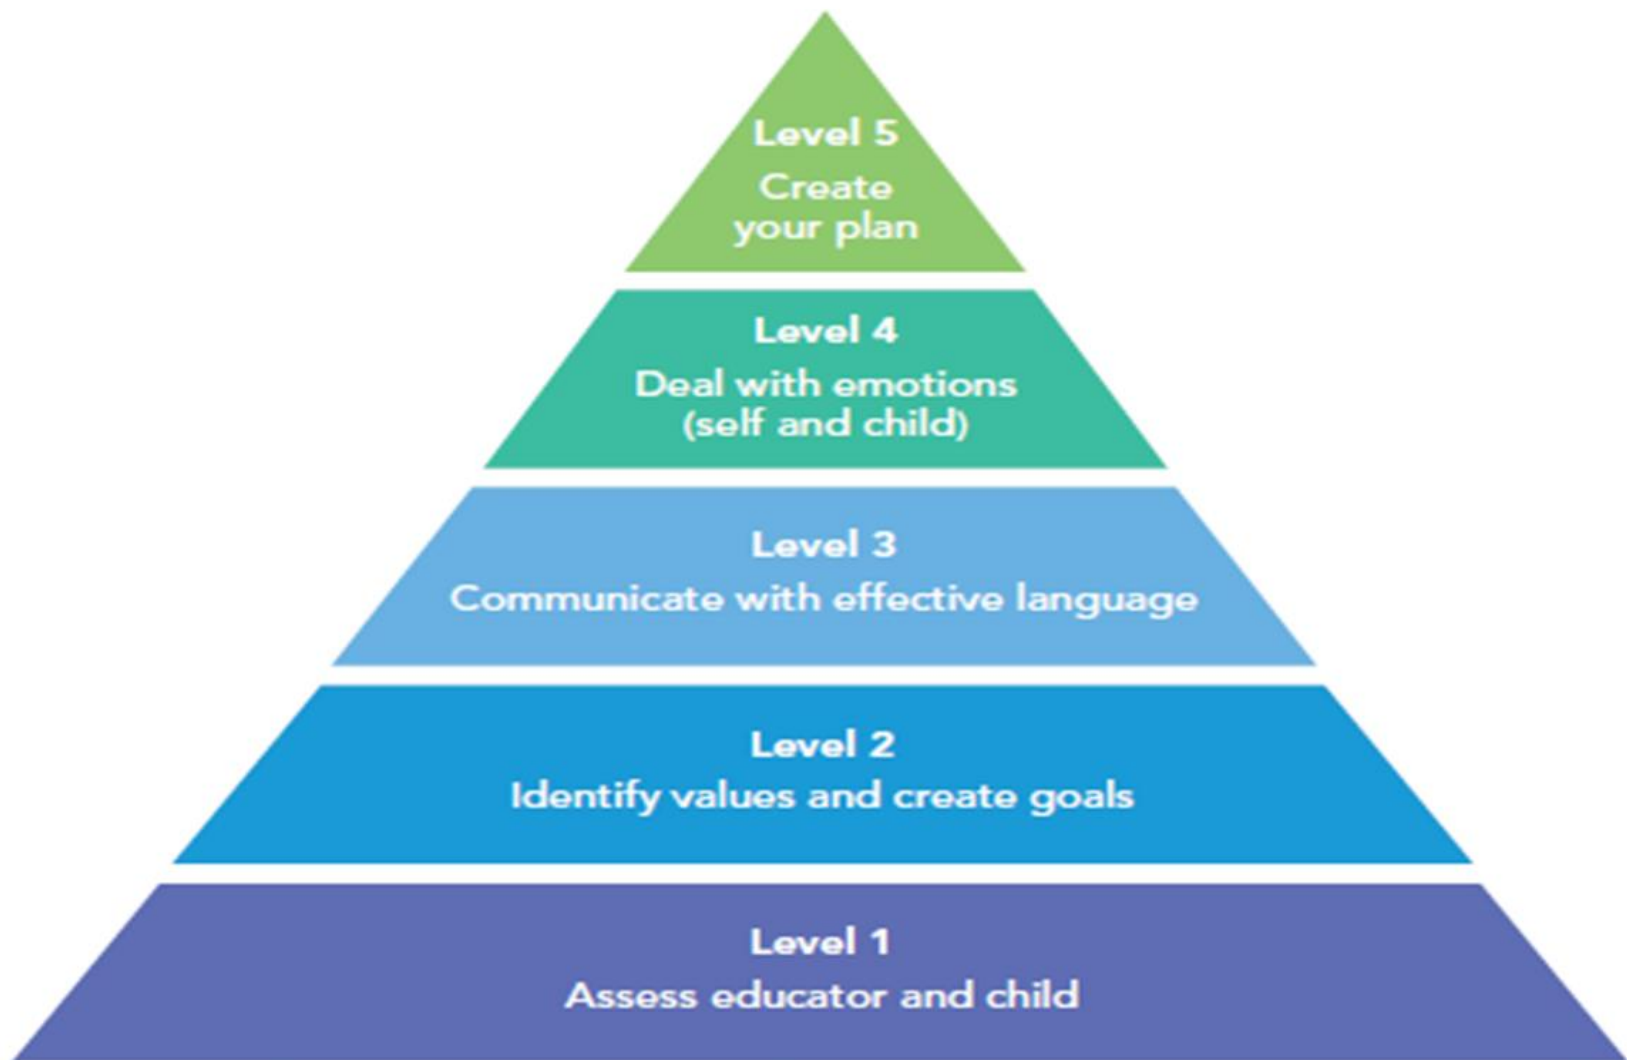 Level 5
Create
your plan
Level 4
Deal with emotions
(self and child)
Level 3
Communicate with effective language
Level 2
Identify values and create goals
Level 1
Assess educator and child